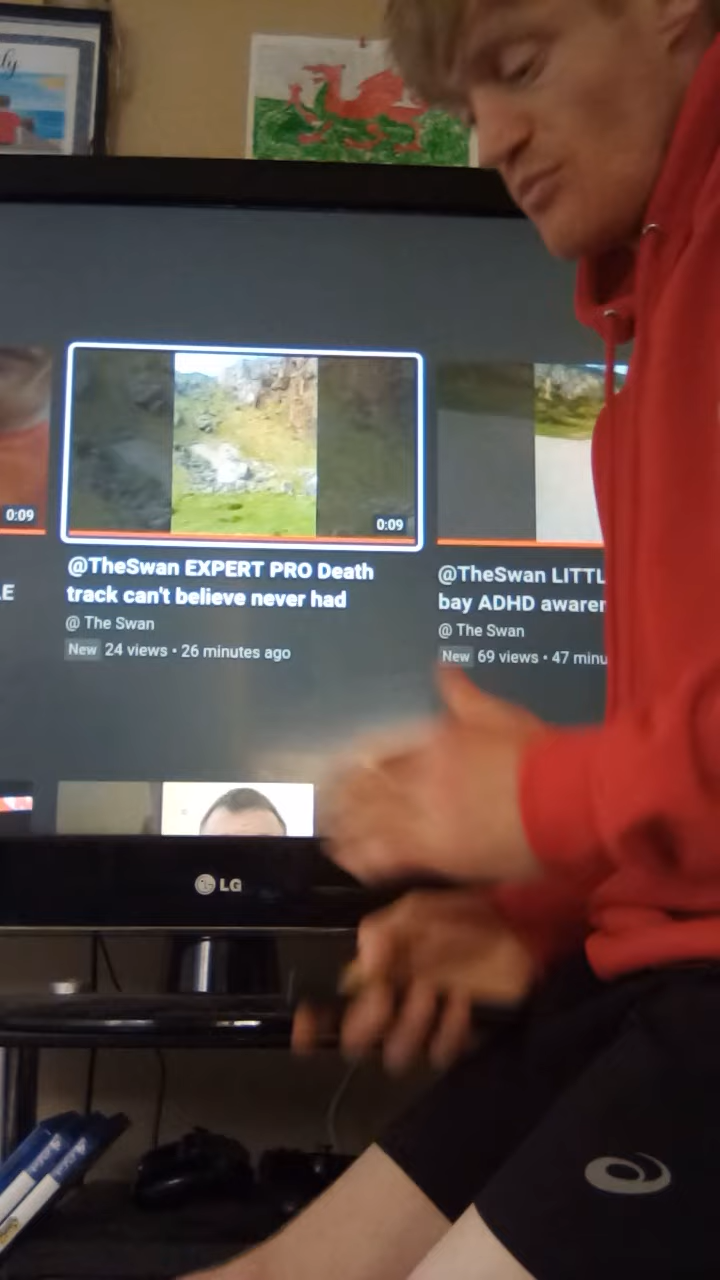 ly
0:09
0:09
@TheSwan EXPERT PRO Death
track can't believe never had
@ The Swan
New 24 views • 26 minutes ago
E
@TheSwan LITTL
bay ADHD awarer
@ The Swan
New 69 views • 47 minu
LG